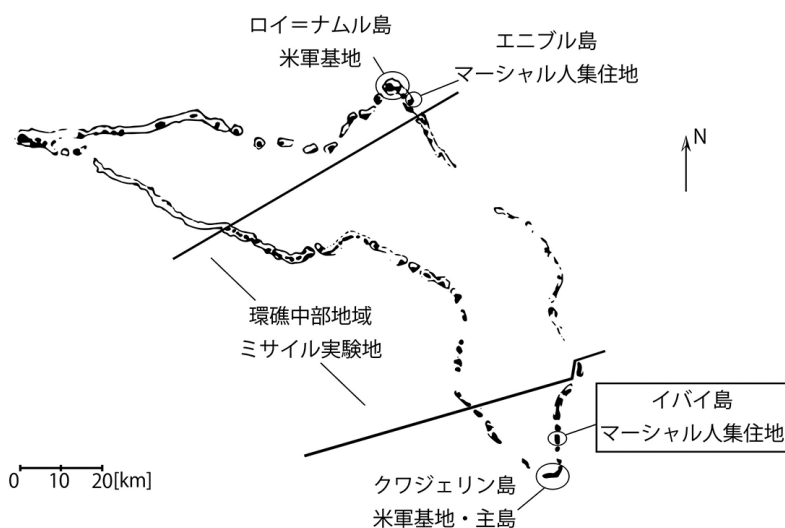 ロイ=ナムル島
米軍基地
エニブル島
マーシャル人集住地
N
環礁中部地域
ミサイル実験地
イバイ島
マーシャル人集住地
クワジェリン島
米軍基地・主島
0 10 20[km]